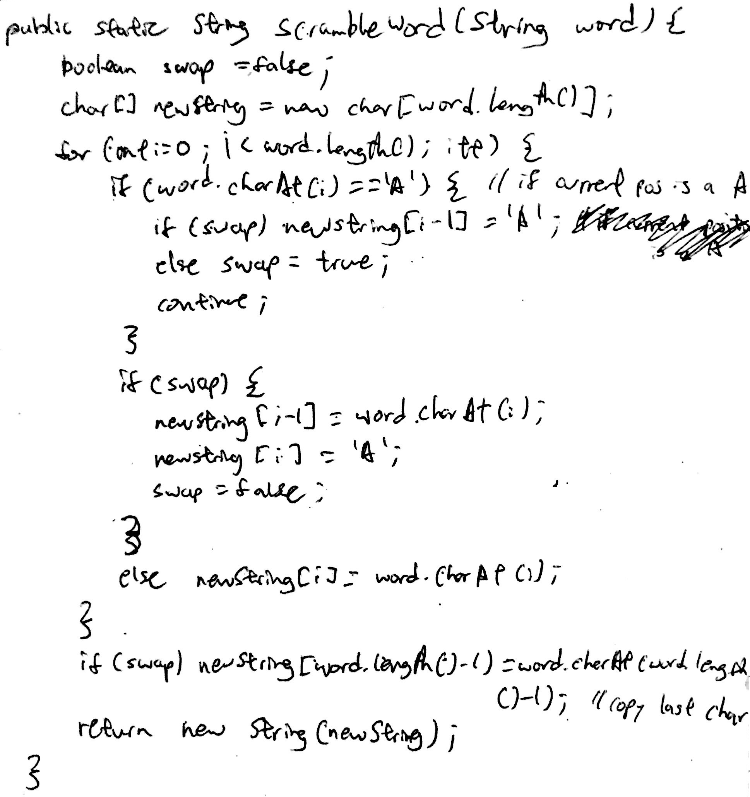 public static String scrambleWord(String word) {
boolean swap = false;
char[] newString = new char[word.length()];
for (int i=0; i < word.length(); i++) {
if (word.charAt(i) == 'A') { // if current pos is a A
if (swap) newstring[i-1] = 'A';
else swap = true;
continue;
}
if (swap) {
newString[i-1] = word.charAt(i);
newstring[i] = 'A';
swap = false;
}
else newString[i] = word.charAt(i);
}
if (swap) newString[word.length()-1) = word.charAt(word.length
()-1); // copy last char
return new String(newString);
}